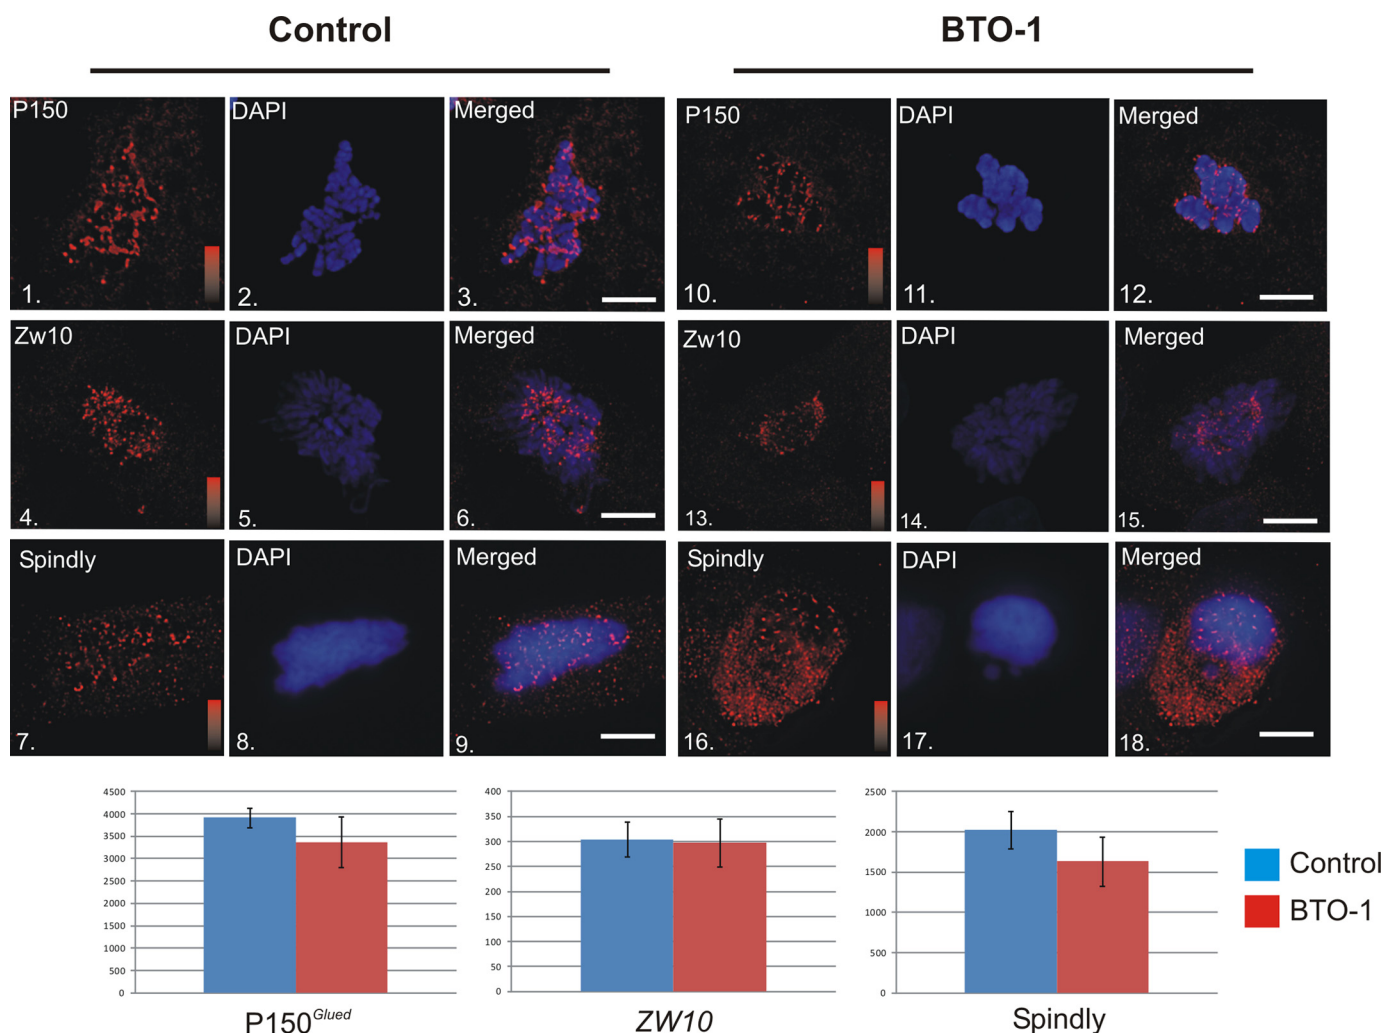 Control BTO-1
P150 DAPI Merged P150 DAPI Merged
1. 2. 3. 10. 11. 12.
Zw10 DAPI Merged Zw10 DAPI Merged
4. 5. 6. 13. 14. 15.
Spindly DAPI Merged Spindly DAPI Merged
7. 8. 9. 16. 17. 18.
4500
4000
3500
3000
2500
2000
1500
1000
500
0
P150Glued
400
350
300
250
200
150
100
50
0
ZW10
2500
2000
1500
1000
500
0
Spindly
Control
BTO-1